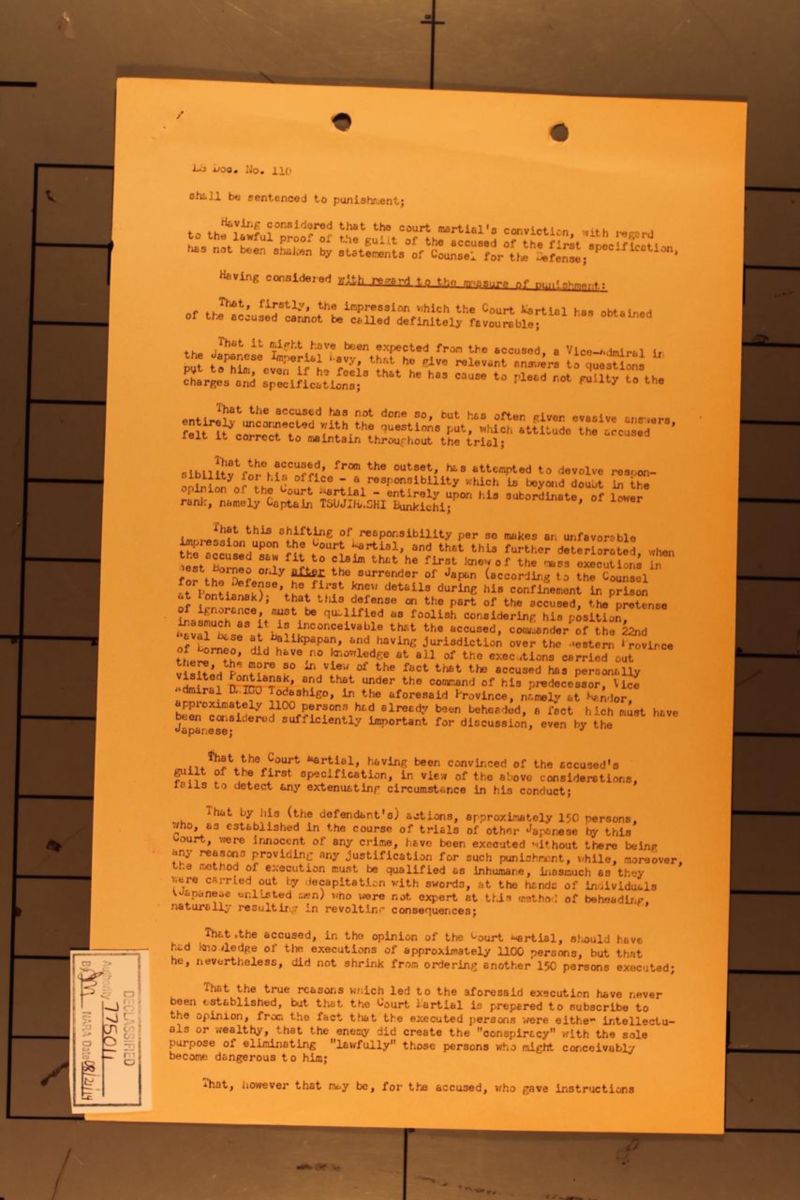 Doc. No. 110
shall be sentenced to punishment;
Having considered that the court martial's conviction, with regard
to the lawful proof of the guilt of the accused of the first specification,
has not been shaken by statements of Counsel for the Defense;
Having considered with regard to the measure of punishment:
That, firstly, the impression which the Court Martial has obtained
of the accused cannot be called definitely favourable;
That it might have been expected from the accused, a Vice-Admiral in
the Japanese Imperial Navy, that he give relevant answers to questions
put to him, even if he feels that he has cause to plead not guilty to the
charges and specifications;
That the accused has not done so, but has often given evasive answers,
entirely unconnected with the questions put, which attitude the accused
felt it correct to maintain throughout the trial;
That the accused, from the outset, has attempted to devolve respon-
sibility for his office - a responsibility which is beyond doubt in the
opinion of the Court Martial - entirely upon his subordinate, of lower
rank, namely Captain TSUJIKASHI Bunkichi;
That this shifting of responsibility per se makes an unfavorable
impression upon the Court Martial, and that this further deteriorated, when
the accused saw fit to claim that he first knew of the mass executions in
West Borneo only after the surrender of Japan (according to the Counsel
for the Defense, he first knew details during his confinement in prison
at Pontianak); that this defense on the part of the accused, the pretense
of ignorance, must be qualified as foolish considering his position,
inasmuch as it is inconceivable that the accused, commander of the 22nd
Naval base at Balikpapan, and having jurisdiction over the Western Province
of Borneo, did have no knowledge at all of the executions carried out
there, the more so in view of the fact that the accused has personally
visited Pontianak, and that under the command of his predecessor, Vice
Admiral Todashigo, in the aforesaid Province, namely at Mandor,
approximately 1100 persons had already been beheaded, a fact hich must have
been considered sufficiently important for discussion, even by the
Japanese;
That the Court Martial, having been convinced of the accused's
guilt of the first specification, in view of the above considerations,
fails to detect any extenuating circumstance in his conduct;
That by his (the defendant's) actions, approximately 150 persons,
who, as established in the course of trials of other Japanese by this
Court, were innocent of any crime, have been executed without there being
any reasons providing any justification for such punishment, while, moreover,
the method of execution must be qualified as inhumane, inasmuch as they
were carried out by decapitation with swords, at the hands of individuals
(Japanese enlisted men) who were not expert at this method of beheading,
naturally resulting in revolting consequences;
That the accused, in the opinion of the Court Martial, should have
had knowledge of the executions of approximately 1100 persons, but that
he, nevertheless, did not shrink from ordering another 150 persons executed;
That the true reasons which led to the aforesaid execution have never
been established, but that the Court Martial is prepared to subscribe to
the opinion, from the fact that the executed persons were either intellectu-
als or wealthy, that the enemy did create the "conspiracy" with the sole
purpose of eliminating "lawfully" those persons who might conceivably
become dangerous to him;
That, however that may be, for the accused, who gave instructions
DECLASSIFIED
Authority 775011
By NARA Date